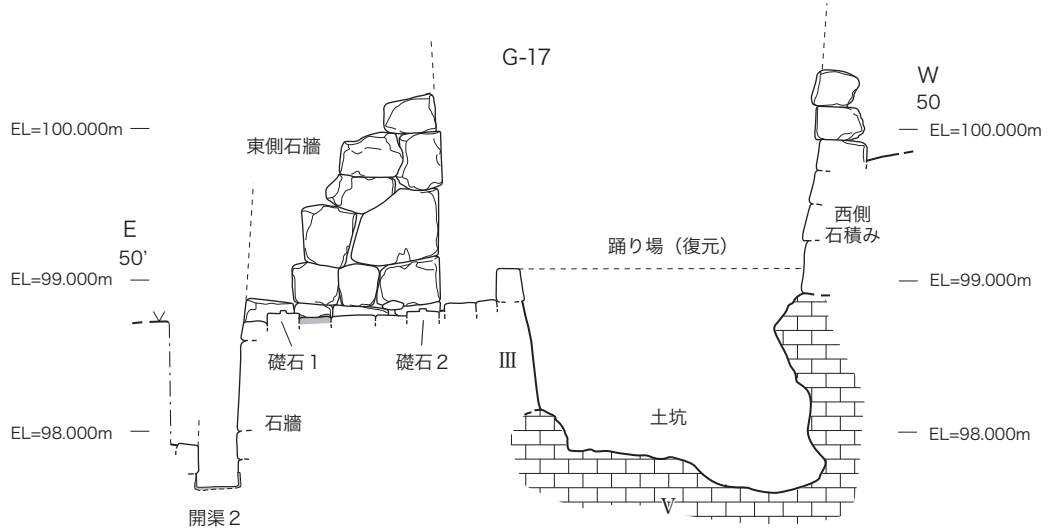 G-17
W
50
EL=100.000m
EL=100.000m
東側石牆
西側
石積み
E
50'
踊り場（復元）
EL=99.000m
EL=99.000m
礎石1
礎石2
III
石牆
土坑
EL=98.000m
EL=98.000m
V
開渠2